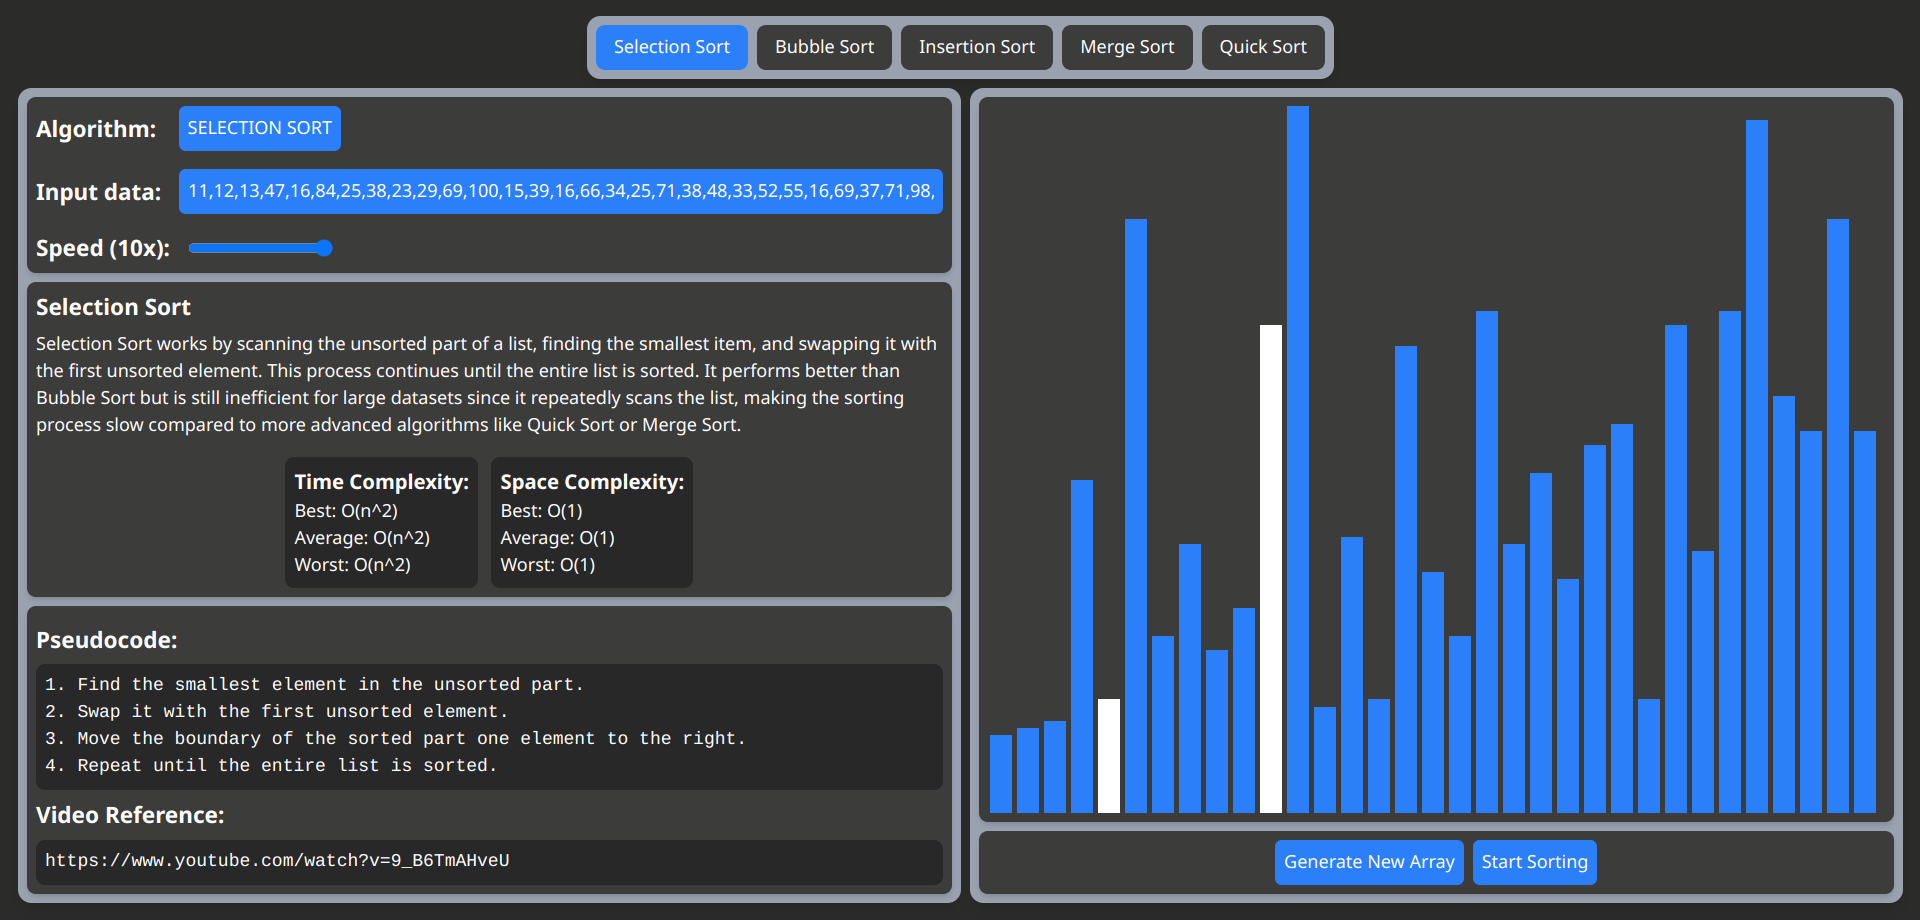 Selection Sort
Bubble Sort
Insertion Sort
Merge Sort
Quick Sort
Algorithm:
SELECTION SORT
Input data:
11,12,13,47,16,84,25,38,23,29,69,100,15,39,16,66,34,25,71,38,48,33,52,55,16,69,37,71,98,
Speed (10x):
Selection Sort
Selection Sort works by scanning the unsorted part of a list, finding the smallest item, and swapping it with
the first unsorted element. This process continues until the entire list is sorted. It performs better than
Bubble Sort but is still inefficient for large datasets since it repeatedly scans the list, making the sorting
process slow compared to more advanced algorithms like Quick Sort or Merge Sort.
Time Complexity:
Best: O(n^2)
Average: O(n^2)
Worst: O(n^2)
Space Complexity:
Best: O(1)
Average: O(1)
Worst: O(1)
Pseudocode:
1. Find the smallest element in the unsorted part.
2. Swap it with the first unsorted element.
3. Move the boundary of the sorted part one element to the right.
4. Repeat until the entire list is sorted.
Video Reference:
https://www.youtube.com/watch?v=9_B6TmAHveU
Generate New Array
Start Sorting